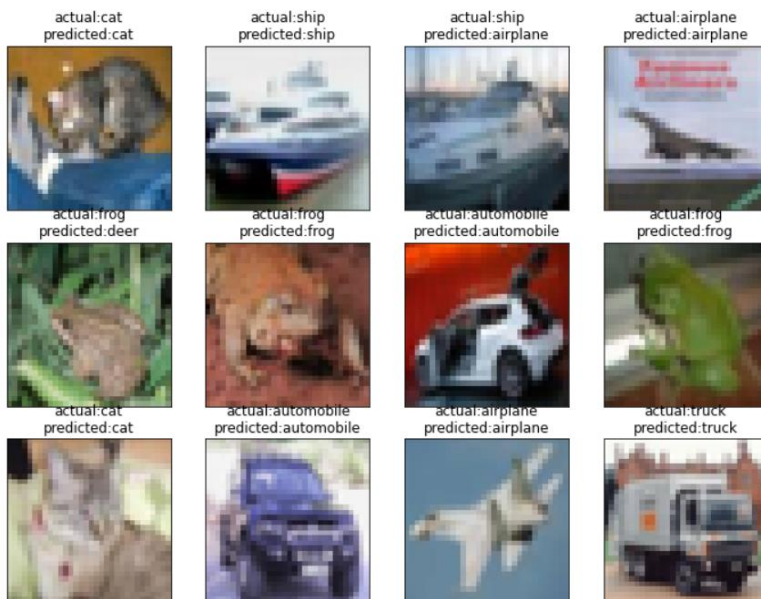 actual:cat
predicted:cat
actual:ship
predicted:ship
actual:ship
predicted:airplane
actual:airplane
predicted:airplane
actual:frog
predicted:deer
actual:frog
predicted:frog
actual:automobile
predicted:automobile
actual:frog
predicted:frog
actual:cat
predicted:cat
actual:automobile
predicted:automobile
actual:airplane
predicted:airplane
actual:truck
predicted:truck